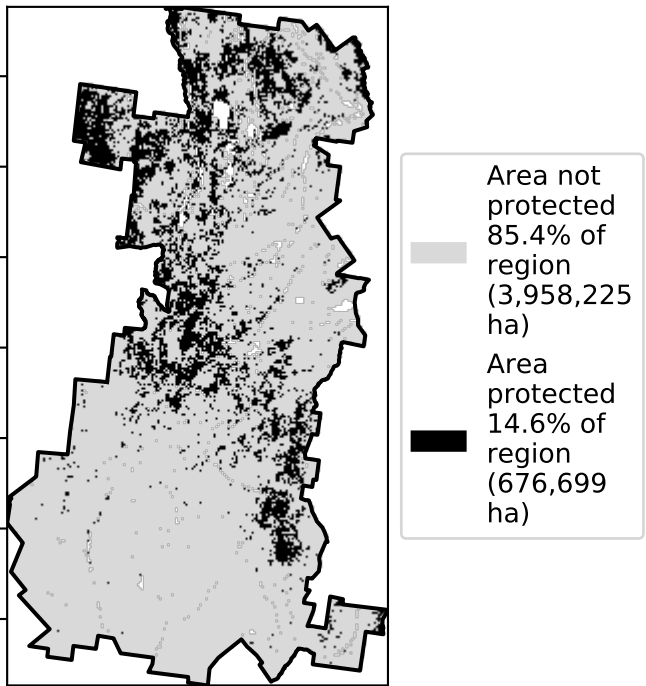 Area not
protected
85.4% of
region
(3,958,225
ha)
Area
protected
14.6% of
region
(676,699
ha)